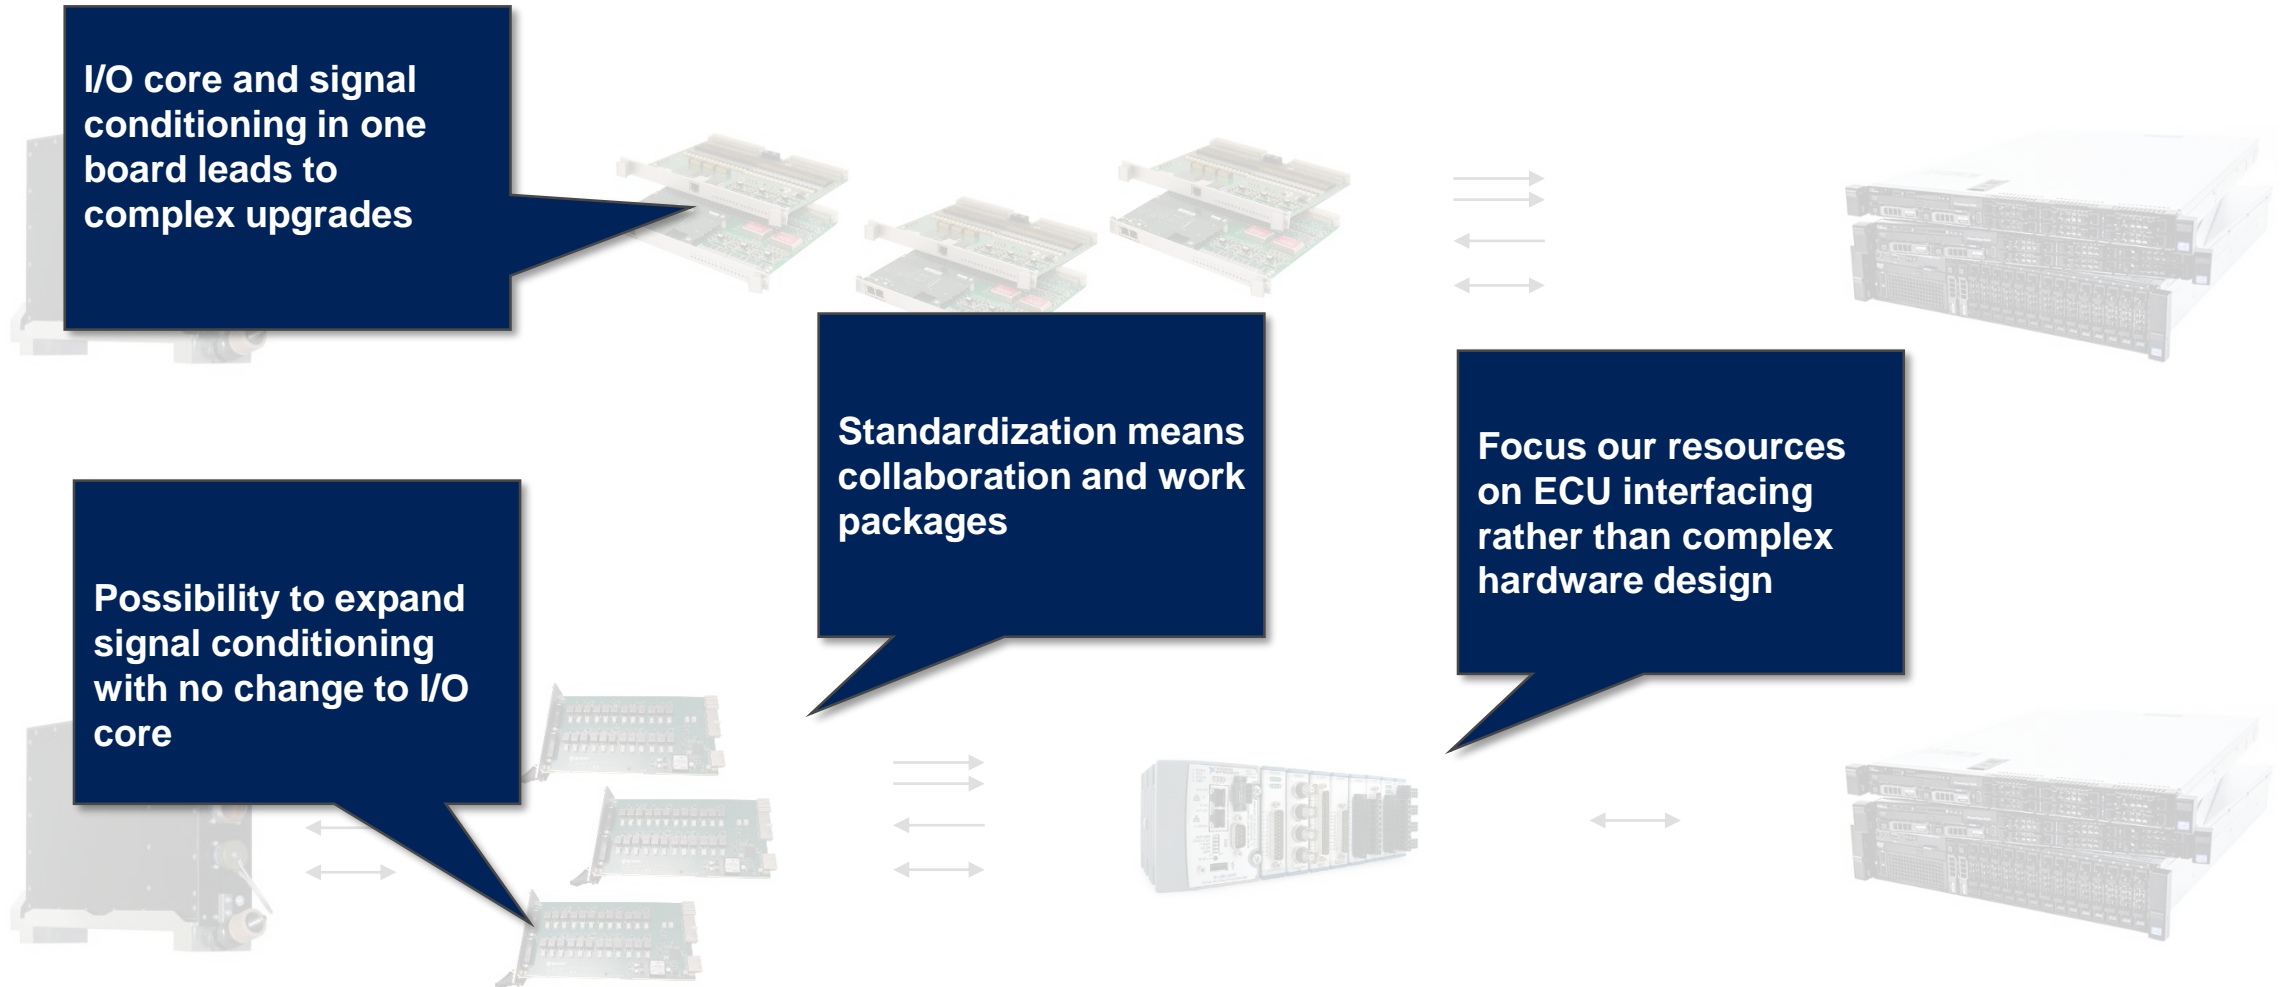 I/O core and signal
conditioning in one
board leads to
complex upgrades
Standardization means
collaboration and work
packages
Focus our resources
on ECU interfacing
rather than complex
hardware design
Possibility to expand
signal conditioning
with no change to I/O
core